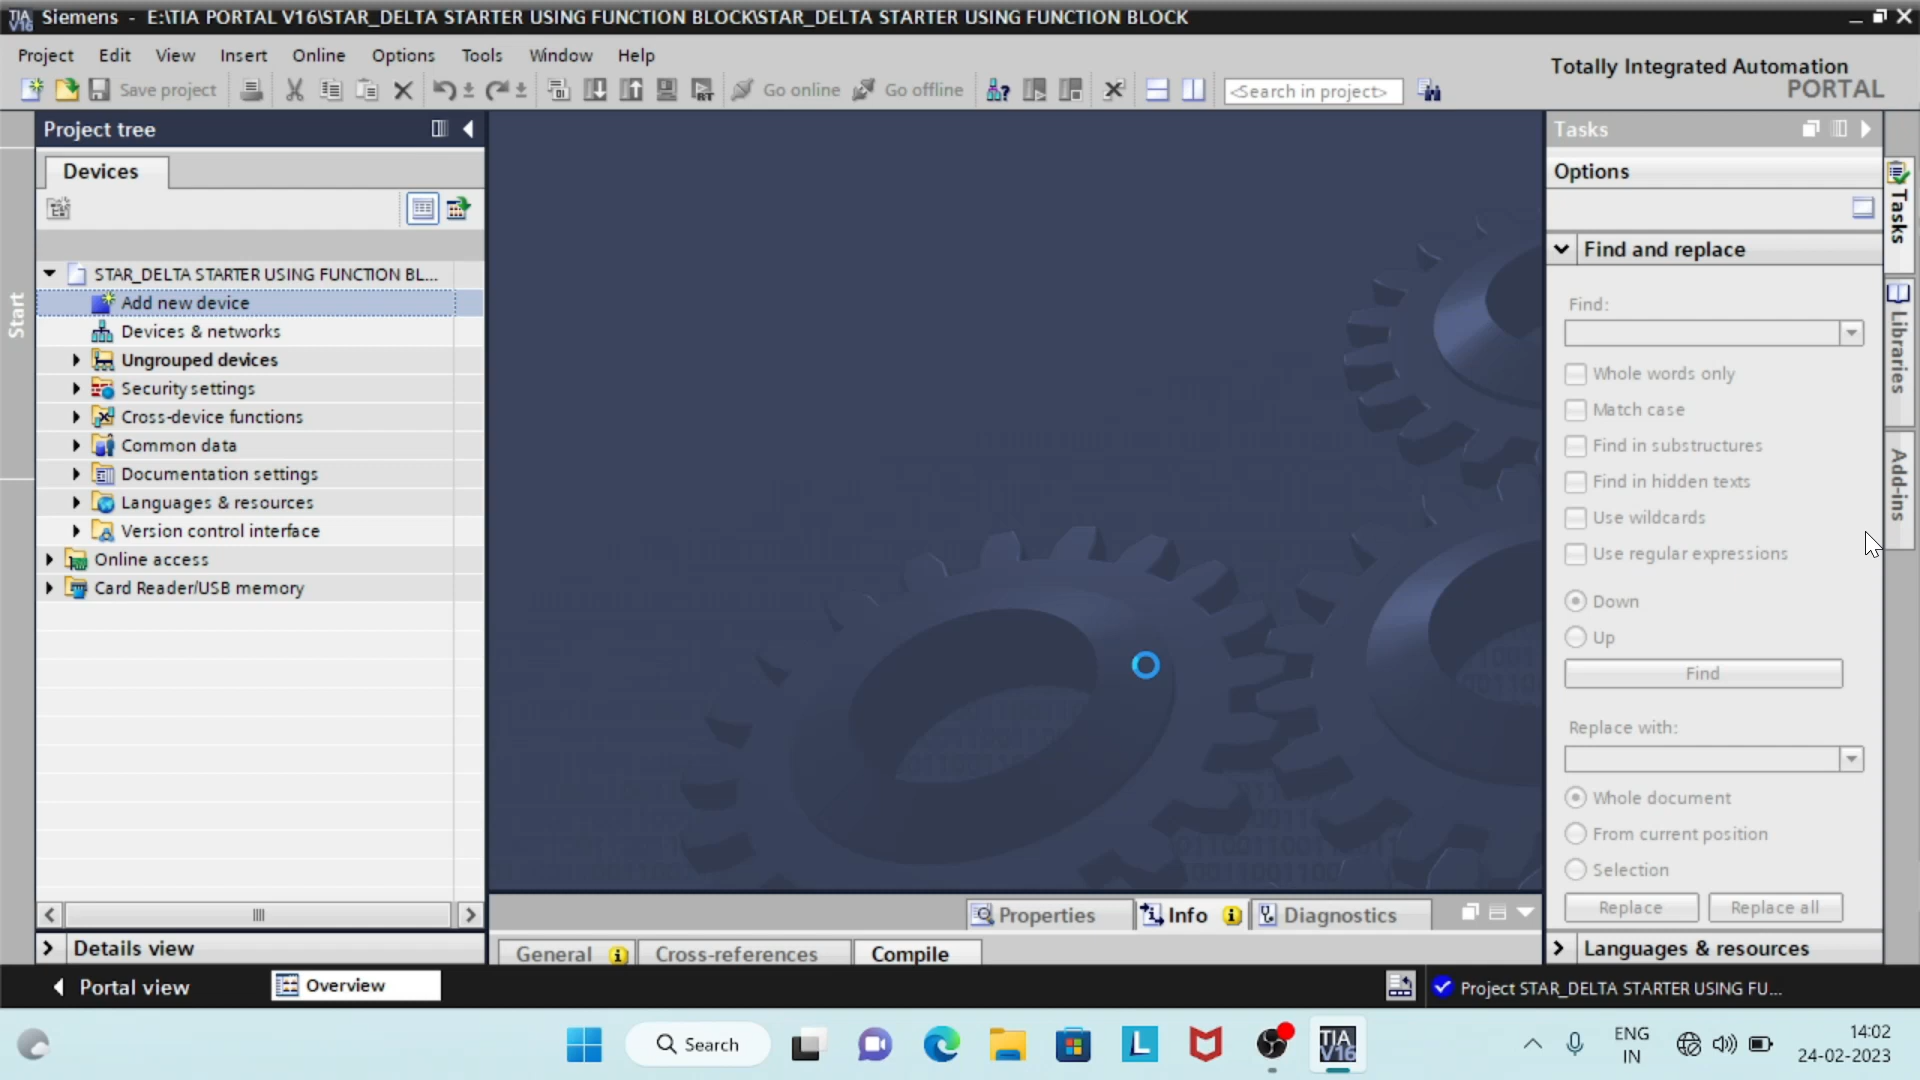 TIA V16 Siemens - E:\TIA PORTAL V16\STAR_DELTA STARTER USING FUNCTION BLOCK\STAR_DELTA STARTER USING FUNCTION BLOCK
Project Edit View Insert Online Options Tools Window Help
Totally Integrated Automation
PORTAL
Save project Go online Go offline <Search in project>
Project tree
Devices
Start
STAR_DELTA STARTER USING FUNCTION BL...
Add new device
Devices & networks
Ungrouped devices
Security settings
Cross-device functions
Common data
Documentation settings
Languages & resources
Version control interface
Online access
Card Reader/USB memory
Details view
Properties Info Diagnostics
General Cross-references Compile
Tasks
Options
Find and replace
Find:
Whole words only
Match case
Find in substructures
Find in hidden texts
Use wildcards
Use regular expressions
Down
Up
Find
Replace with:
Whole document
From current position
Selection
Replace Replace all
Languages & resources
Tasks
Libraries
Add-ins
Portal view Overview Project STAR_DELTA STARTER USING FU...
Search
TIA V16
ENG
IN
14:02
24-02-2023